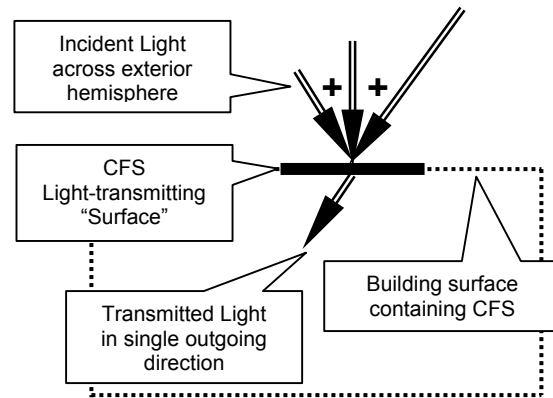 Incident Light
across exterior
hemisphere
+ +
CFS
Light-transmitting
“Surface”
Transmitted Light
in single outgoing
direction
Building surface
containing CFS